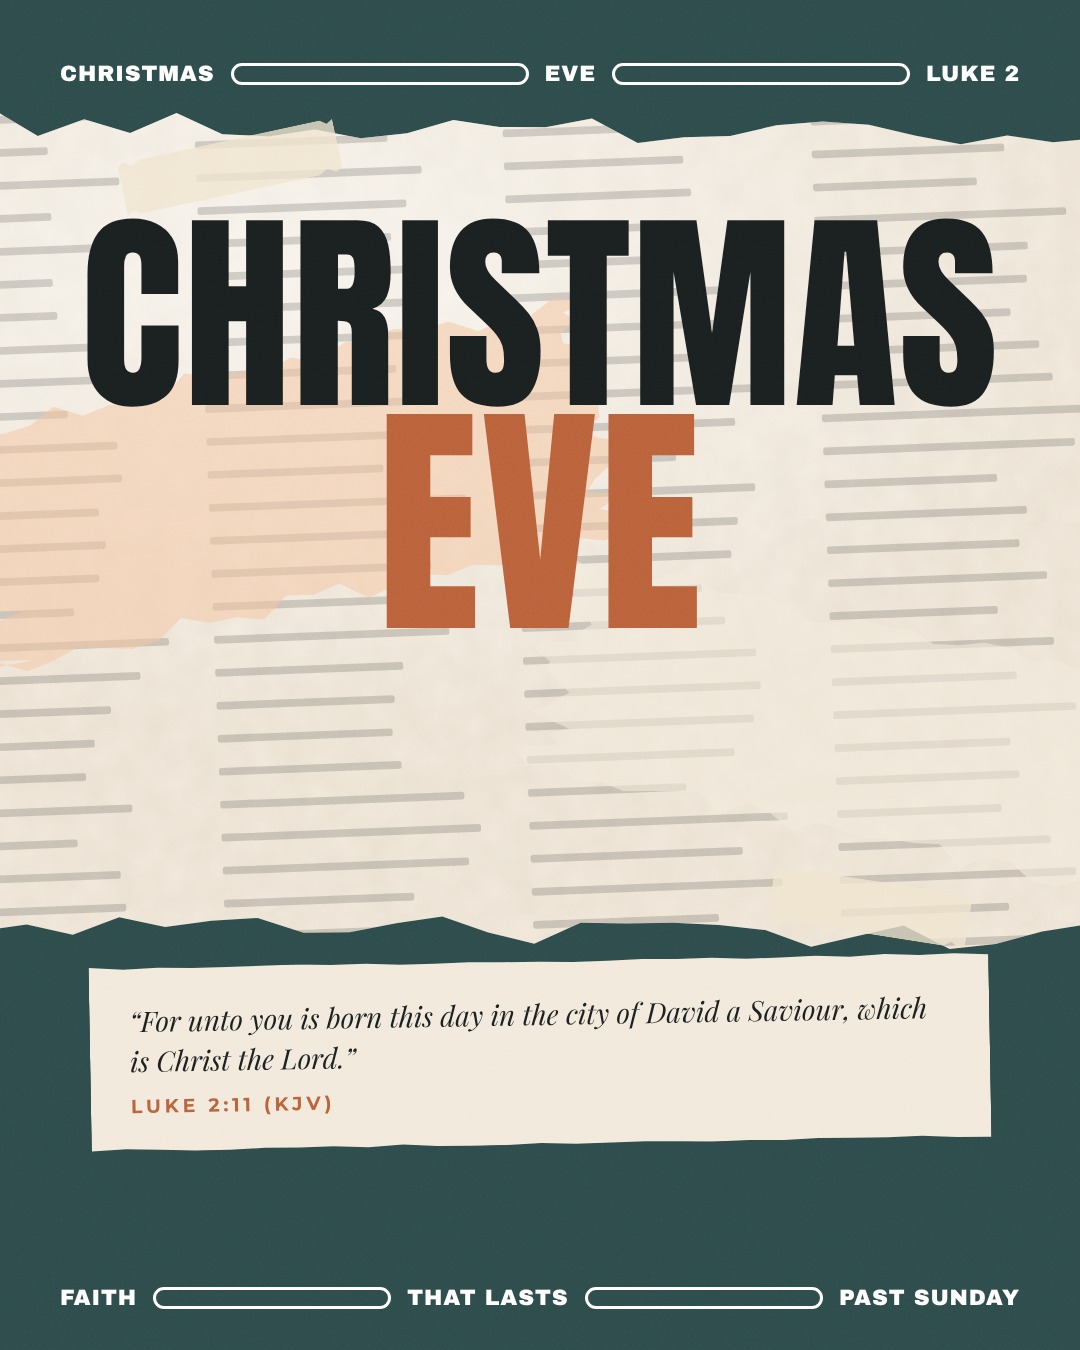 CHRISTMAS EVE LUKE 2
CHRISTMAS
EVE
“For unto you is born this day in the city of David a Saviour, which
is Christ the Lord.”
LUKE 2:11 (KJV)
FAITH THAT LASTS PAST SUNDAY